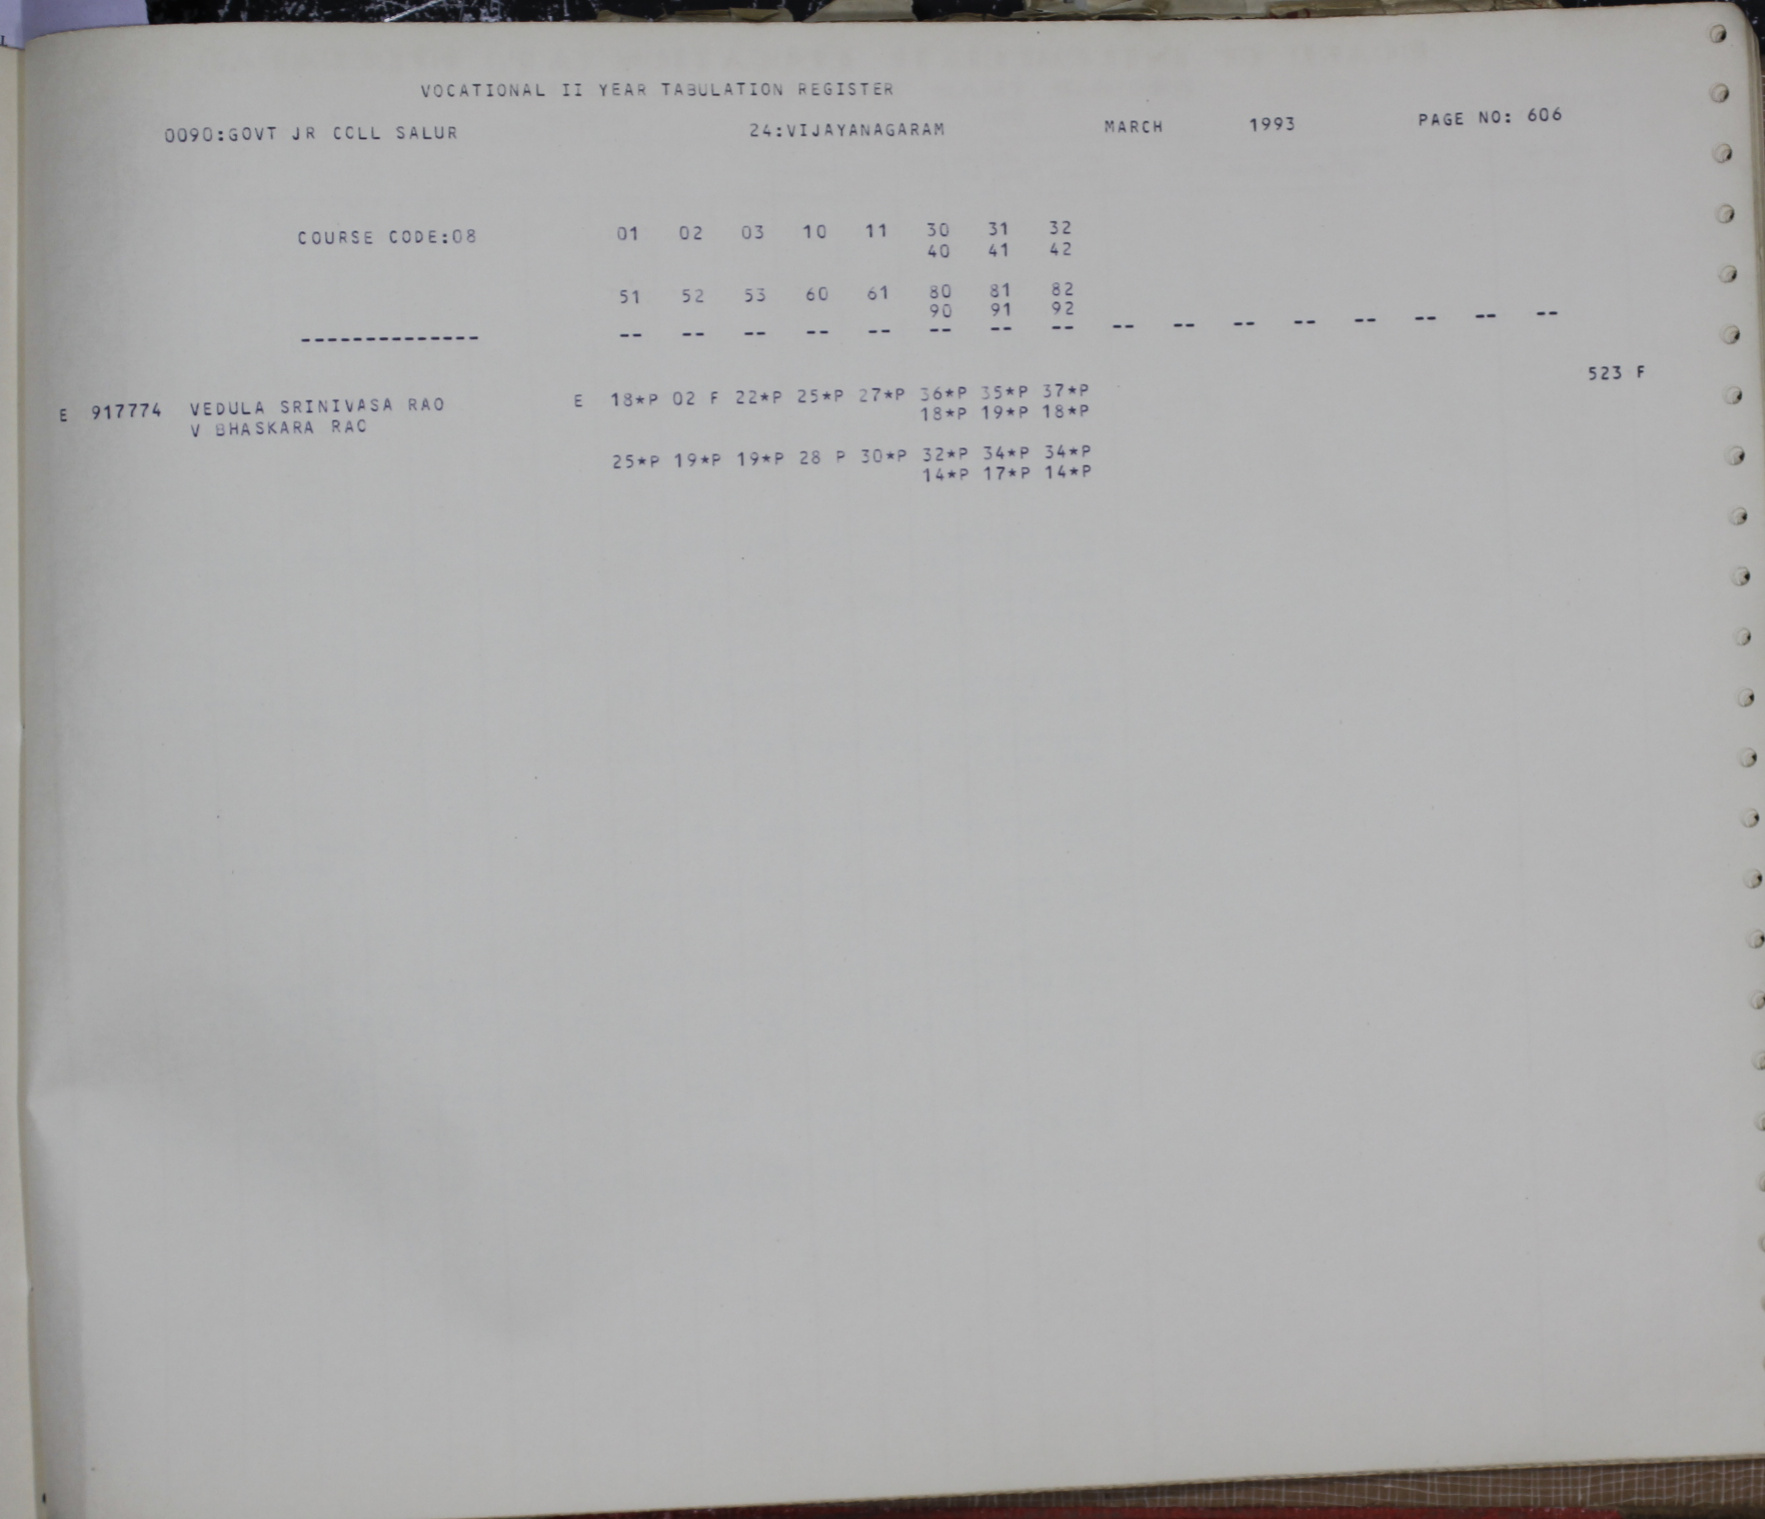 VOCATIONAL II YEAR TABULATION REGISTER
0090:GOVT JR CCLL SALUR 24:VIJAYANAGARAM MARCH 1993 PAGE NO: 606
COURSE CODE:08 01 02 03 10 11 30 31 32
40 41 42
51 52 53 60 61 80 81 82
90 91 92
-------------- -- -- -- -- -- -- -- -- -- -- -- -- -- -- -- --
523 F
E 917774 VEDULA SRINIVASA RAO E 18*P 02 F 22*P 25*P 27*P 36*P 35*P 37*P
V BHASKARA RAO 18*P 19*P 18*P
25*P 19*P 19*P 28 P 30*P 32*P 34*P 34*P
14*P 17*P 14*P